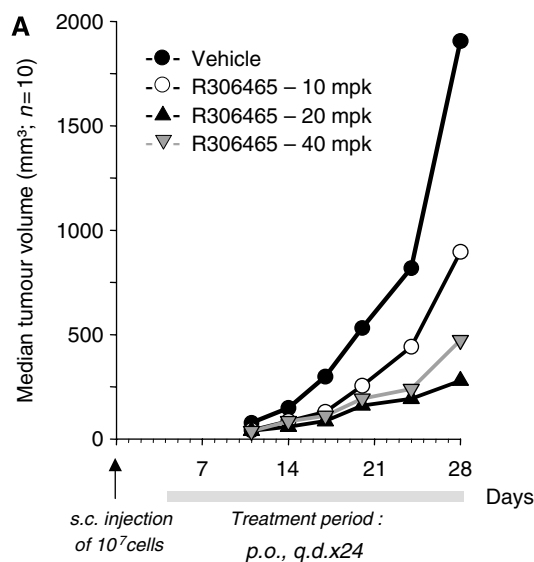 A
Median tumour volume (mm³; n=10)
2000
1500
1000
500
0
Vehicle
R306465 – 10 mpk
R306465 – 20 mpk
R306465 – 40 mpk
7 14 21 28
Days
s.c. injection
of 10⁷cells
Treatment period :
p.o., q.d.x24